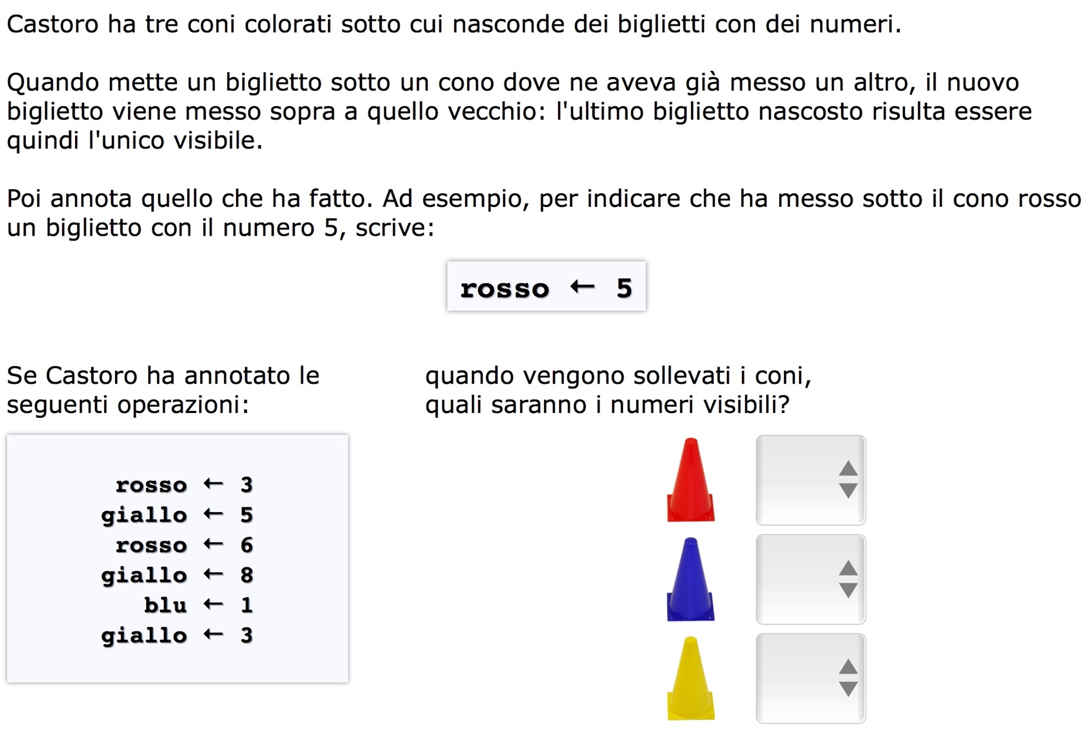 Castoro ha tre coni colorati sotto cui nasconde dei biglietti con dei numeri.
Quando mette un biglietto sotto un cono dove ne aveva già messo un altro, il nuovo
biglietto viene messo sopra a quello vecchio: l'ultimo biglietto nascosto risulta essere
quindi l'unico visibile.
Poi annota quello che ha fatto. Ad esempio, per indicare che ha messo sotto il cono rosso
un biglietto con il numero 5, scrive:
rosso ← 5
Se Castoro ha annotato le
seguenti operazioni:
rosso ← 3
giallo ← 5
rosso ← 6
giallo ← 8
blu ← 1
giallo ← 3
quando vengono sollevati i coni,
quali saranno i numeri visibili?